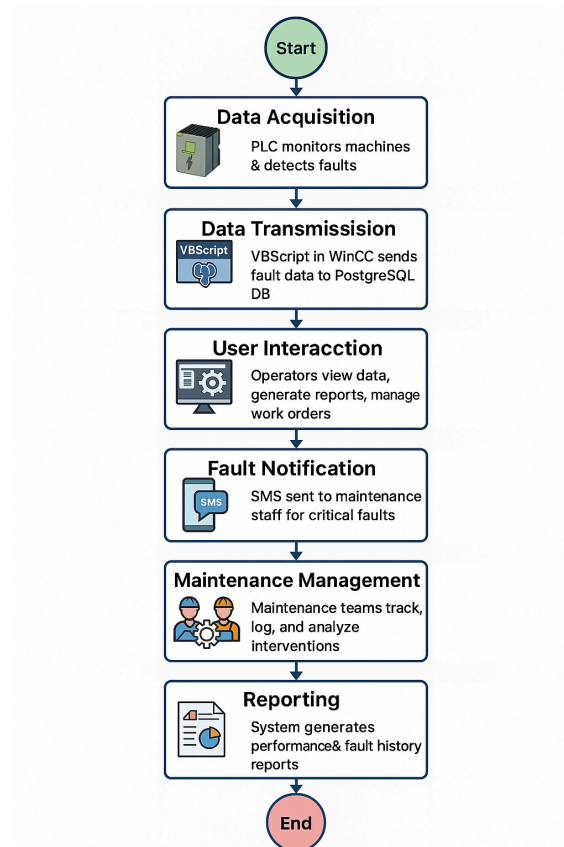 Start
Data Acquisition
PLC monitors machines
& detects faults
Data Transmissision
VBScript
VBScript in WinCC sends
fault data to PostgreSQL
DB
User Interacction
Operators view data,
generate reports, manage
work orders
Fault Notification
SMS
SMS sent to maintenance
staff for critical faults
Maintenance Management
Maintenance teams track,
log, and analyze
interventions
Reporting
System generates
performance& fault history
reports
End